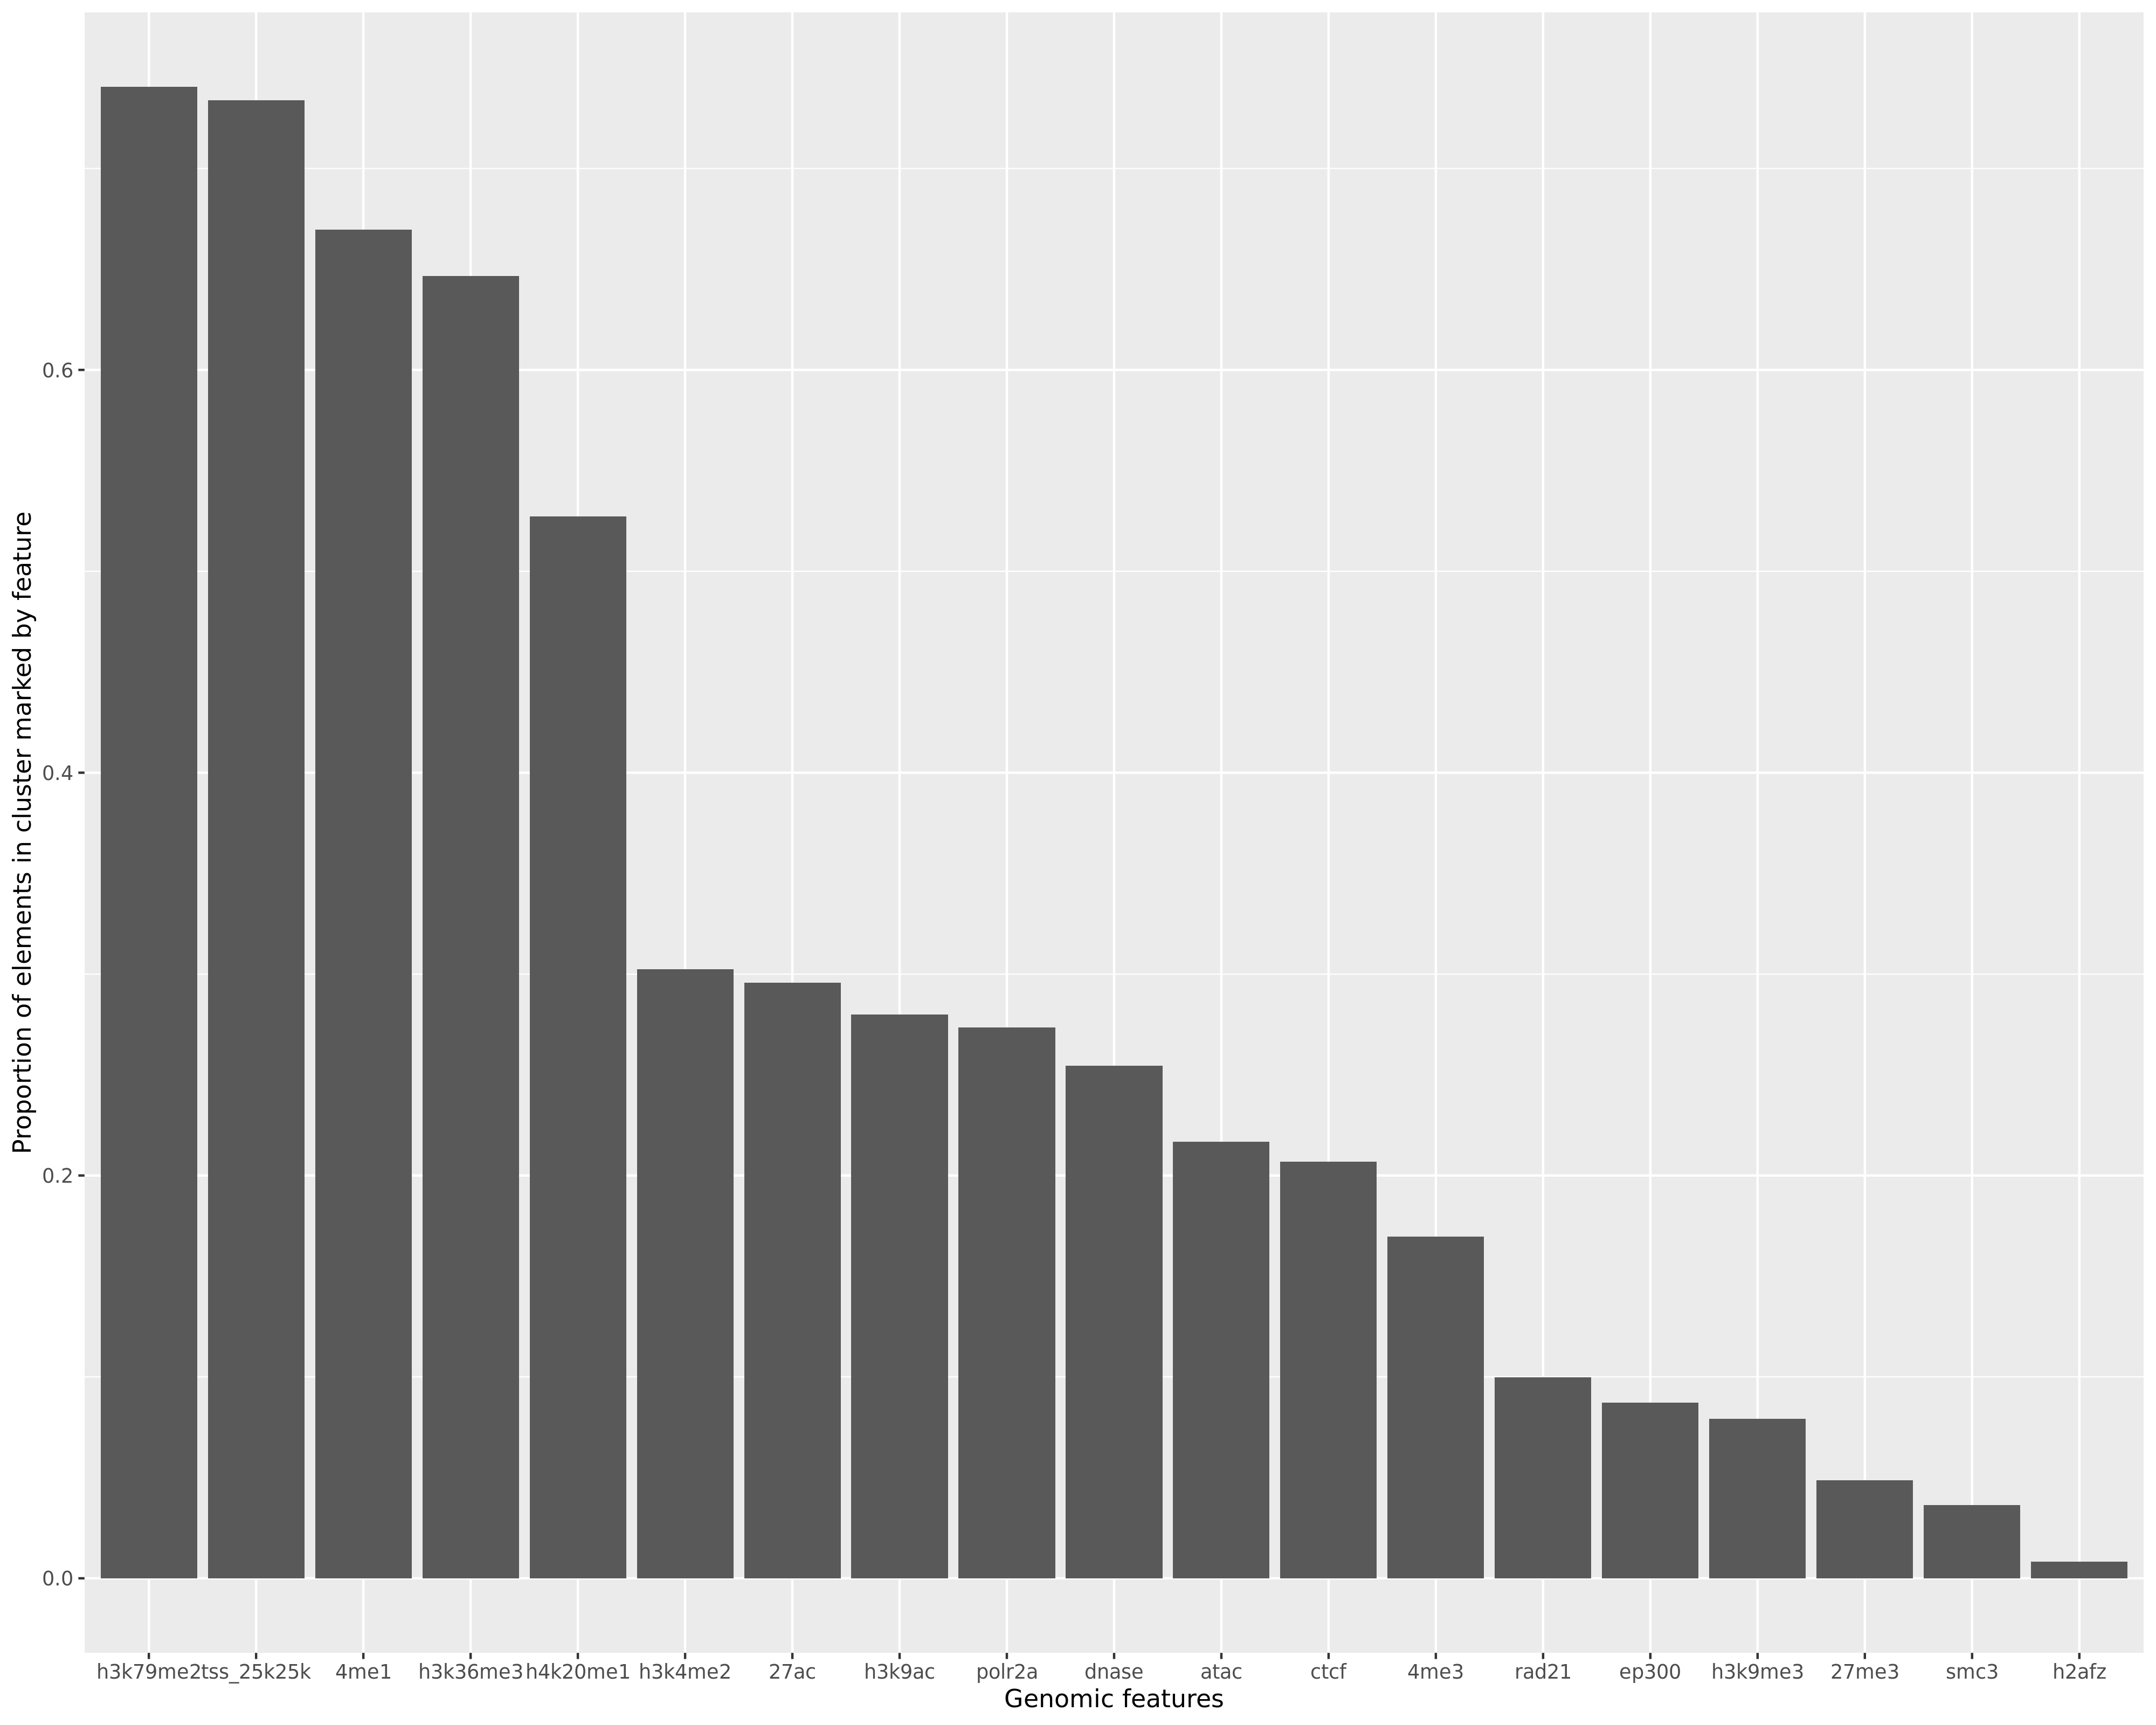 Proportion of elements in cluster marked by feature
0.6
0.4
0.2
0.0
h3k79me2 tss_25k25k 4me1 h3k36me3 h4k20me1 h3k4me2 27ac h3k9ac polr2a dnase atac ctcf 4me3 rad21 ep300 h3k9me3 27me3 smc3 h2afz
Genomic features